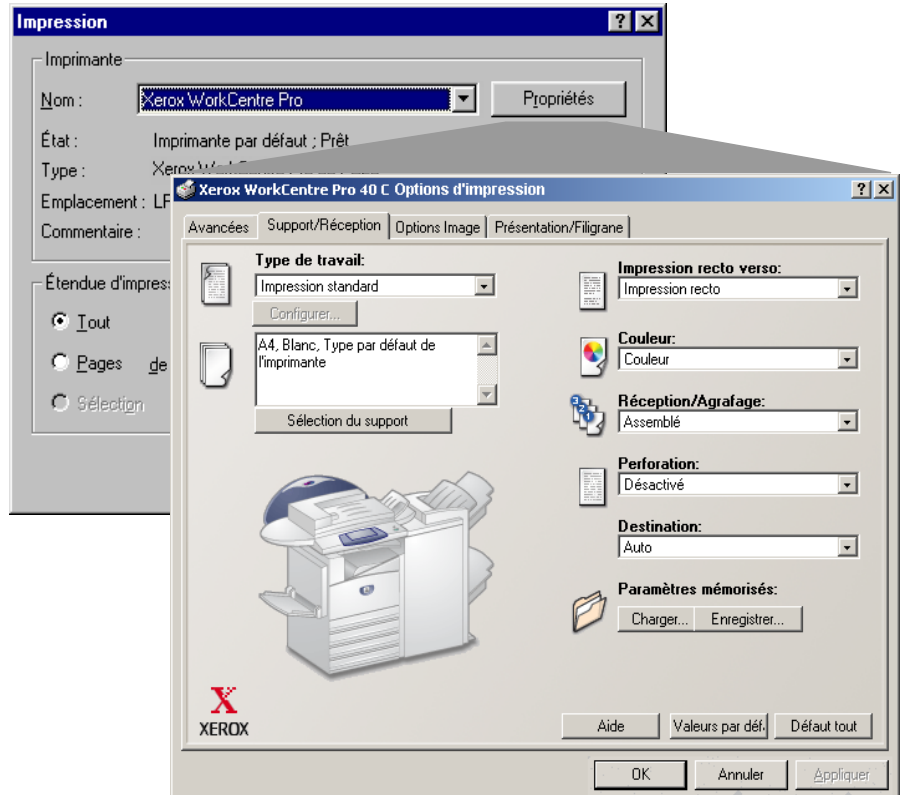 Impression
Imprimante
Nom :
Xerox WorkCentre Pro
Propriétés
État :
Imprimante par défaut ; Prêt
Type :
Emplacement :
Commentaire :
Étendue d'impres
Tout
Pages de
Sélection
Xerox WorkCentre Pro 40 C Options d'impression
Avancées
Support/Réception
Options Image
Présentation/Filigrane
Type de travail:
Impression standard
Configurer...
A4, Blanc, Type par défaut de
l'imprimante
Sélection du support
Impression recto verso:
Impression recto
Couleur:
Couleur
Réception/Agrafage:
Assemblé
Perforation:
Désactivé
Destination:
Auto
Paramètres mémorisés:
Charger...
Enregistrer...
XEROX
Aide
Valeurs par déf.
Défaut tout
OK
Annuler
Appliquer